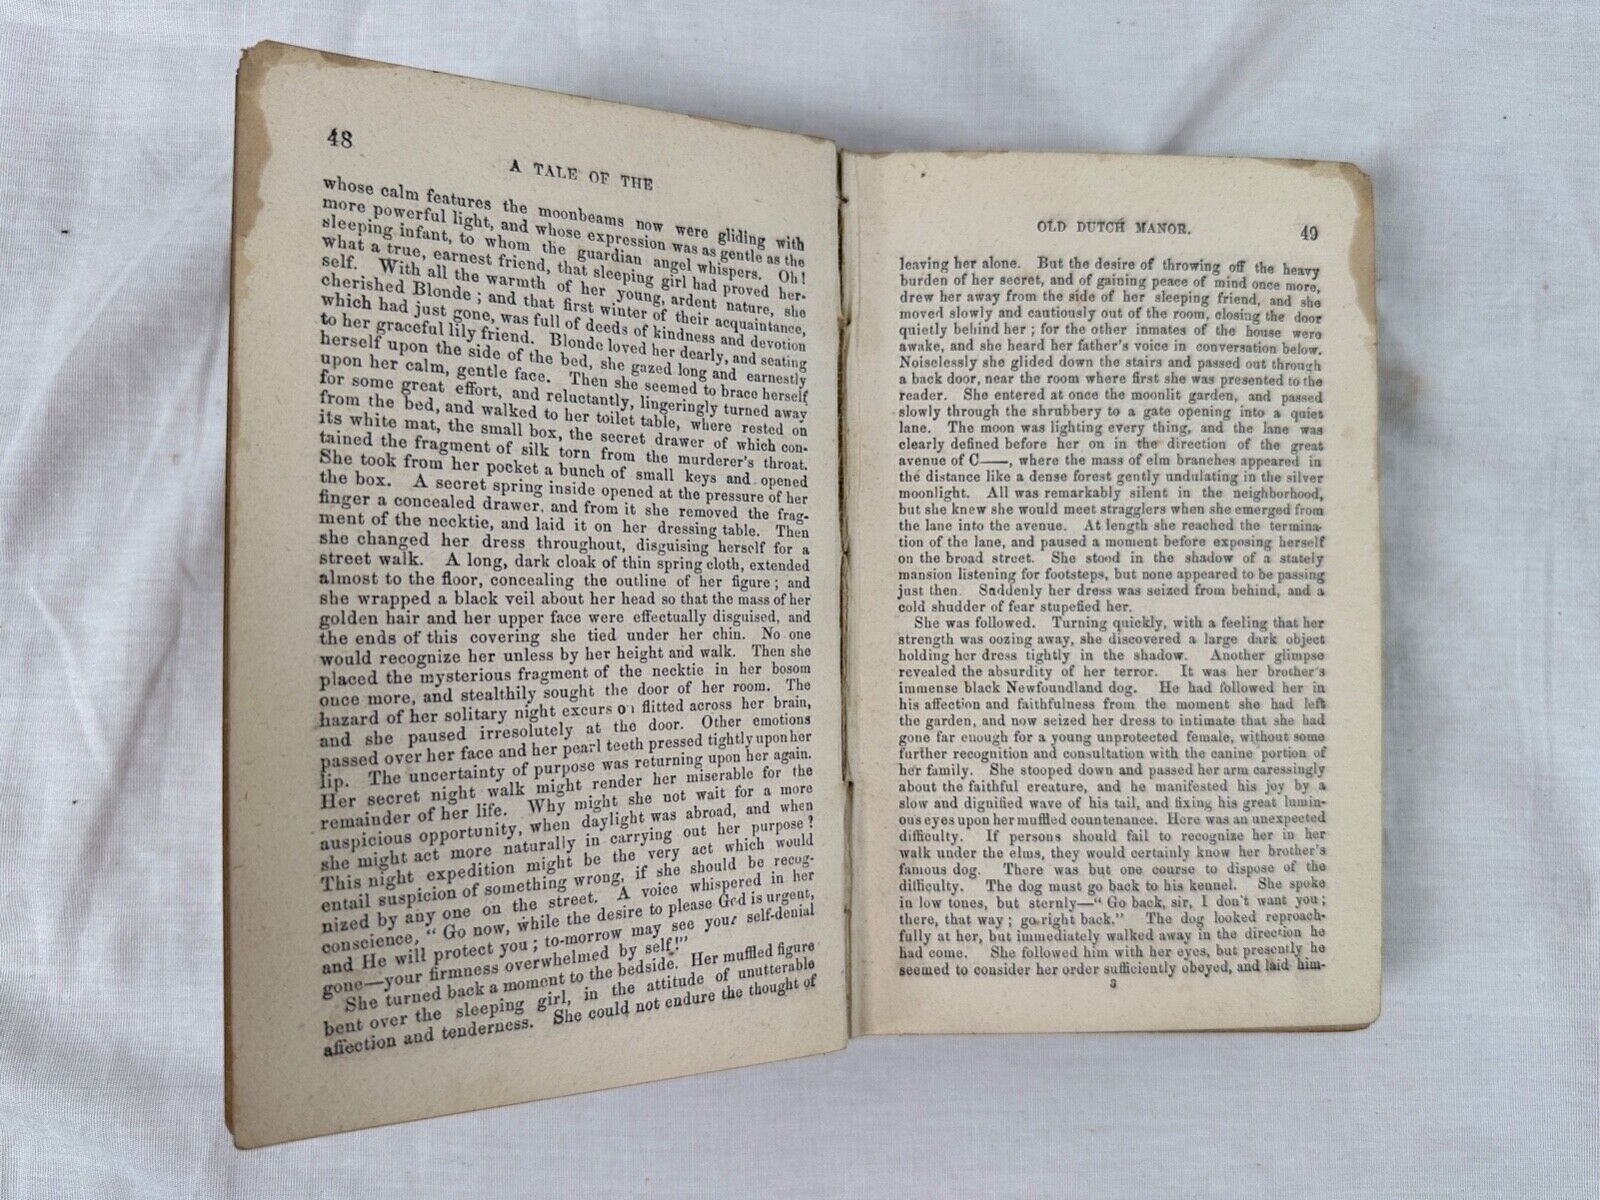 48
A TALE OF THE
whose calm features the moonbeams now were gliding with
more powerful light, and whose expression was as gentle as the
sleeping infant, to whom the guardian angel whispers. Oh!
what a true, earnest friend, that sleeping girl had proved her-
self. With all the warmth of her young, ardent nature, she
cherished Blonde; and that first winter of their acquaintance,
which had just gone, was full of deeds of kindness and devotion
to her graceful lily friend. Blonde loved her dearly, and seating
herself upon the side of the bed, she gazed long and earnestly
upon her calm, gentle face. Then she seemed to brace herself
for some great effort, and reluctantly, lingeringly turned away
from the bed, and walked to her toilet table, where rested on
its white mat, the small box, the secret drawer of which con-
tained the fragment of silk torn from the murderer's throat.
She took from her pocket a bunch of small keys and opened
the box. A secret spring inside opened at the pressure of her
finger a concealed drawer, and from it she removed the frag-
ment of the necktie, and laid it on her dressing table. Then
she changed her dress throughout, disguising herself for a
street walk. A long, dark cloak of thin spring cloth, extended
almost to the floor, concealing the outline of her figure; and
she wrapped a black veil about her head so that the mass of her
golden hair and her upper face were effectually disguised, and
the ends of this covering she tied under her chin. No one
would recognize her unless by her height and walk. Then she
placed the mysterious fragment of the necktie in her bosom
once more, and stealthily sought the door of her room. The
hazard of her solitary night excurs on flitted across her brain,
and she paused irresolutely at the door. Other emotions
passed over her face and her pearl teeth pressed tightly upon her
lip. The uncertainty of purpose was returning upon her again.
Her secret night walk might render her miserable for the
remainder of her life. Why might she not wait for a more
auspicious opportunity, when daylight was abroad, and when
she might act more naturally in carrying out her purpose?
This night expedition might be the very act which would
entail suspicion of something wrong, if she should be recog-
nized by any one on the street. A voice whispered in her
conscience, "Go now, while the desire to please God is urgent,
and He will protect you; to-morrow may see your self-denial
gone—your firmness overwhelmed by self!"
She turned back a moment to the bedside. Her muffled figure
bent over the sleeping girl, in the attitude of unutterable
affection and tenderness. She could not endure the thought of
OLD DUTCH MANOR. 49
leaving her alone. But the desire of throwing off the heavy
burden of her secret, and of gaining peace of mind once more,
drew her away from the side of her sleeping friend, and she
moved slowly and cautiously out of the room, closing the door
quietly behind her; for the other inmates of the house were
awake, and she heard her father's voice in conversation below.
Noiselessly she glided down the stairs and passed out through
a back door, near the room where first she was presented to the
reader. She entered at once the moonlit garden, and passed
slowly through the shrubbery to a gate opening into a quiet
lane. The moon was lighting every thing, and the lane was
clearly defined before her on in the direction of the great
avenue of C——, where the mass of elm branches appeared in
the distance like a dense forest gently undulating in the silver
moonlight. All was remarkably silent in the neighborhood,
but she knew she would meet stragglers when she emerged from
the lane into the avenue. At length she reached the termina-
tion of the lane, and paused a moment before exposing herself
on the broad street. She stood in the shadow of a stately
mansion listening for footsteps, but none appeared to be passing
just then. Suddenly her dress was seized from behind, and a
cold shudder of fear stupefied her.
She was followed. Turning quickly, with a feeling that her
strength was oozing away, she discovered a large dark object
holding her dress tightly in the shadow. Another glimpse
revealed the absurdity of her terror. It was her brother's
immense black Newfoundland dog. He had followed her in
his affection and faithfulness from the moment she had left
the garden, and now seized her dress to intimate that she had
gone far enough for a young unprotected female, without some
further recognition and consultation with the canine portion of
her family. She stooped down and passed her arm caressingly
about the faithful creature, and he manifested his joy by a
slow and dignified wave of his tail, and fixing his great lumin-
ous eyes upon her muffled countenance. Here was an unexpected
difficulty. If persons should fail to recognize her in her
walk under the elms, they would certainly know her brother's
famous dog. There was but one course to dispose of the
difficulty. The dog must go back to his kennel. She spoke
in low tones, but sternly—"Go back, sir, I don't want you;
there, that way; go right back." The dog looked reproach-
fully at her, but immediately walked away in the direction he
had come. She followed him with her eyes, but presently he
seemed to consider her order sufficiently obeyed, and laid him-
3